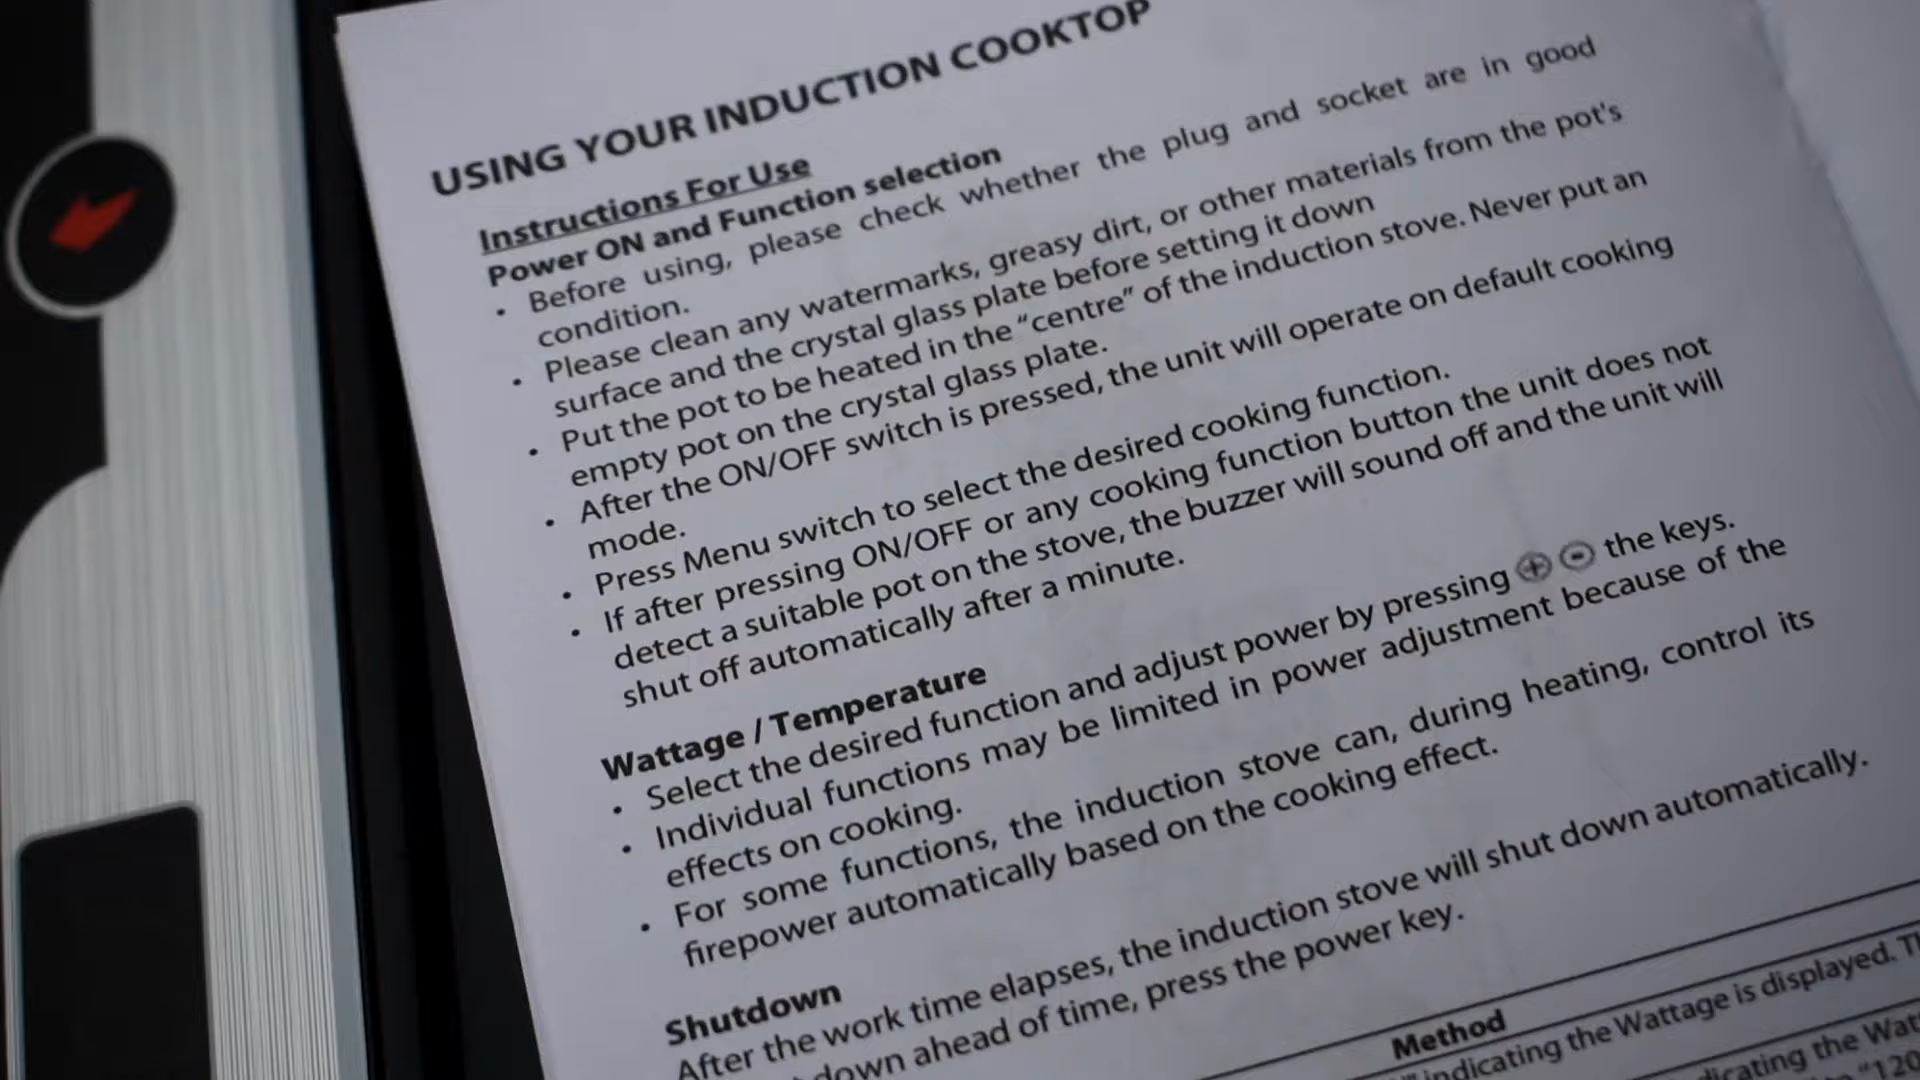 USING YOUR INDUCTION COOKTOP
Instructions For Use
Power ON and Function selection
• Before using, please check whether the plug and socket are in good
condition.
• Please clean any watermarks, greasy dirt, or other materials from the pot's
surface and the crystal glass plate before setting it down
• Put the pot to be heated in the "centre" of the induction stove. Never put an
empty pot on the crystal glass plate.
• After the ON/OFF switch is pressed, the unit will operate on default cooking
mode.
• Press Menu switch to select the desired cooking function.
• If after pressing ON/OFF or any cooking function button the unit does not
detect a suitable pot on the stove, the buzzer will sound off and the unit will
shut off automatically after a minute.
Wattage / Temperature
• Select the desired function and adjust power by pressing + - the keys.
• Individual functions may be limited in power adjustment because of the
effects on cooking.
• For some functions, the induction stove can, during heating, control its
firepower automatically based on the cooking effect.
Shutdown
After the work time elapses, the induction stove will shut down automatically.
down ahead of time, press the power key.
Method
indicating the Wattage is displayed.
"120